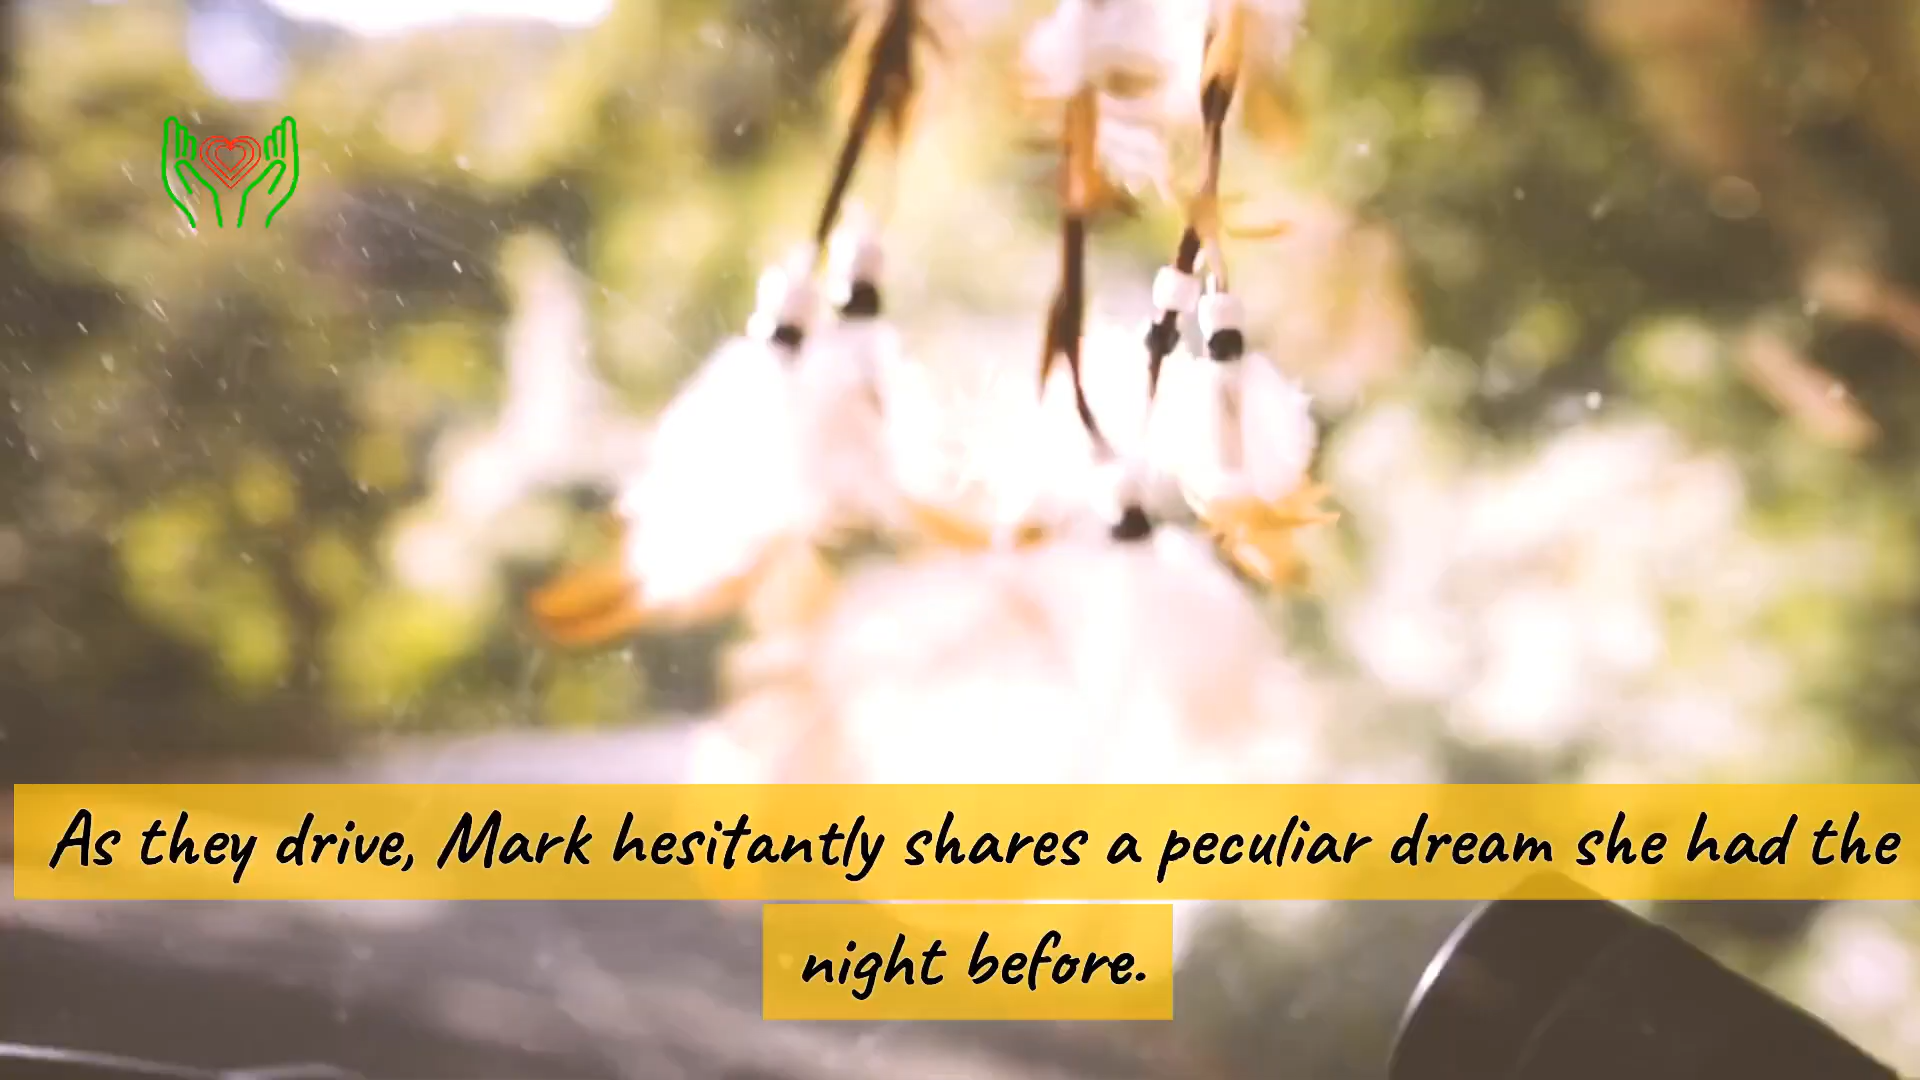 As they drive, Mark hesitantly shares a peculiar dream she had the
night before.